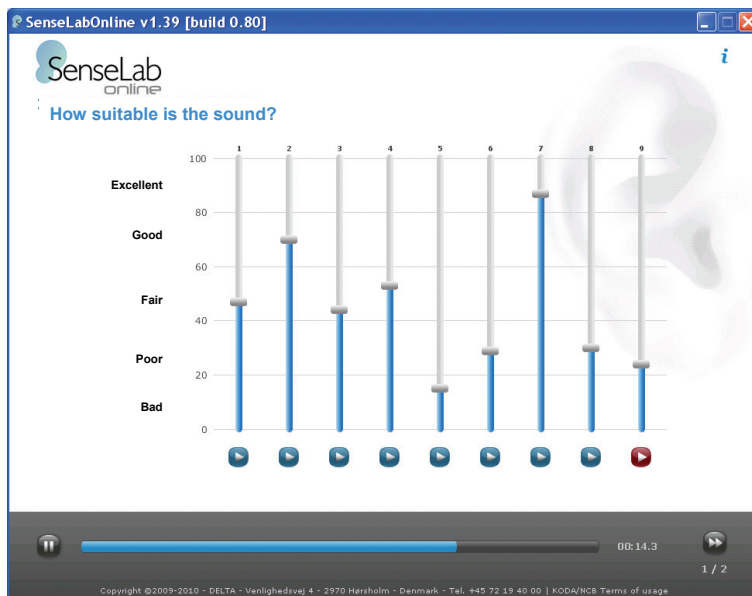 SenseLabOnline v1.39 [build 0.80]
i
SenseLab
online
How suitable is the sound?
1 2 3 4 5 6 7 8 9
100
Excellent
80
Good
60
Fair
40
Poor
20
Bad
0
00:14.3
1 / 2
Copyright ©2009-2010 - DELTA - Venlighedsvej 4 - 2970 Hørsholm - Denmark - Tel. +45 72 19 40 00 | KODA/NCB Terms of usage